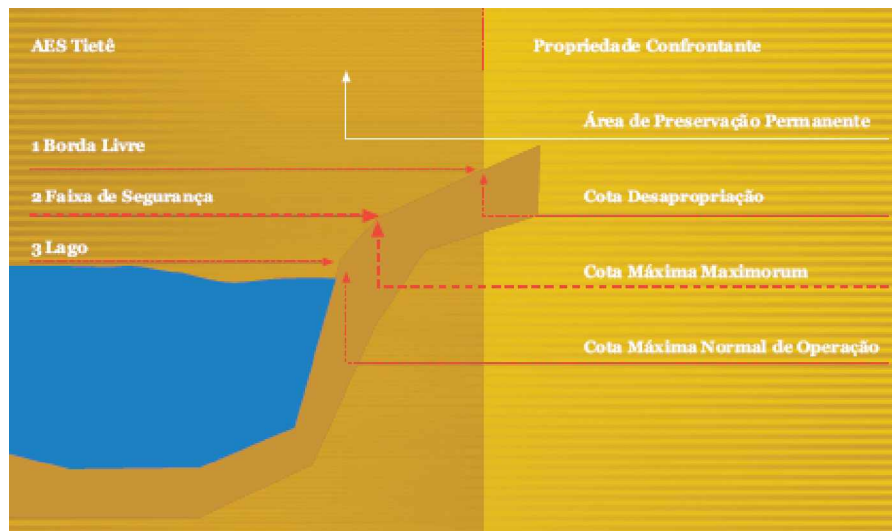 AES Tietê
Propriedade Confrontante
Área de Preservação Permanente
1 Borda Livre
2 Faixa de Segurança
Cota Desapropriação
3 Lago
Cota Máxima Maximorum
Cota Máxima Normal de Operação